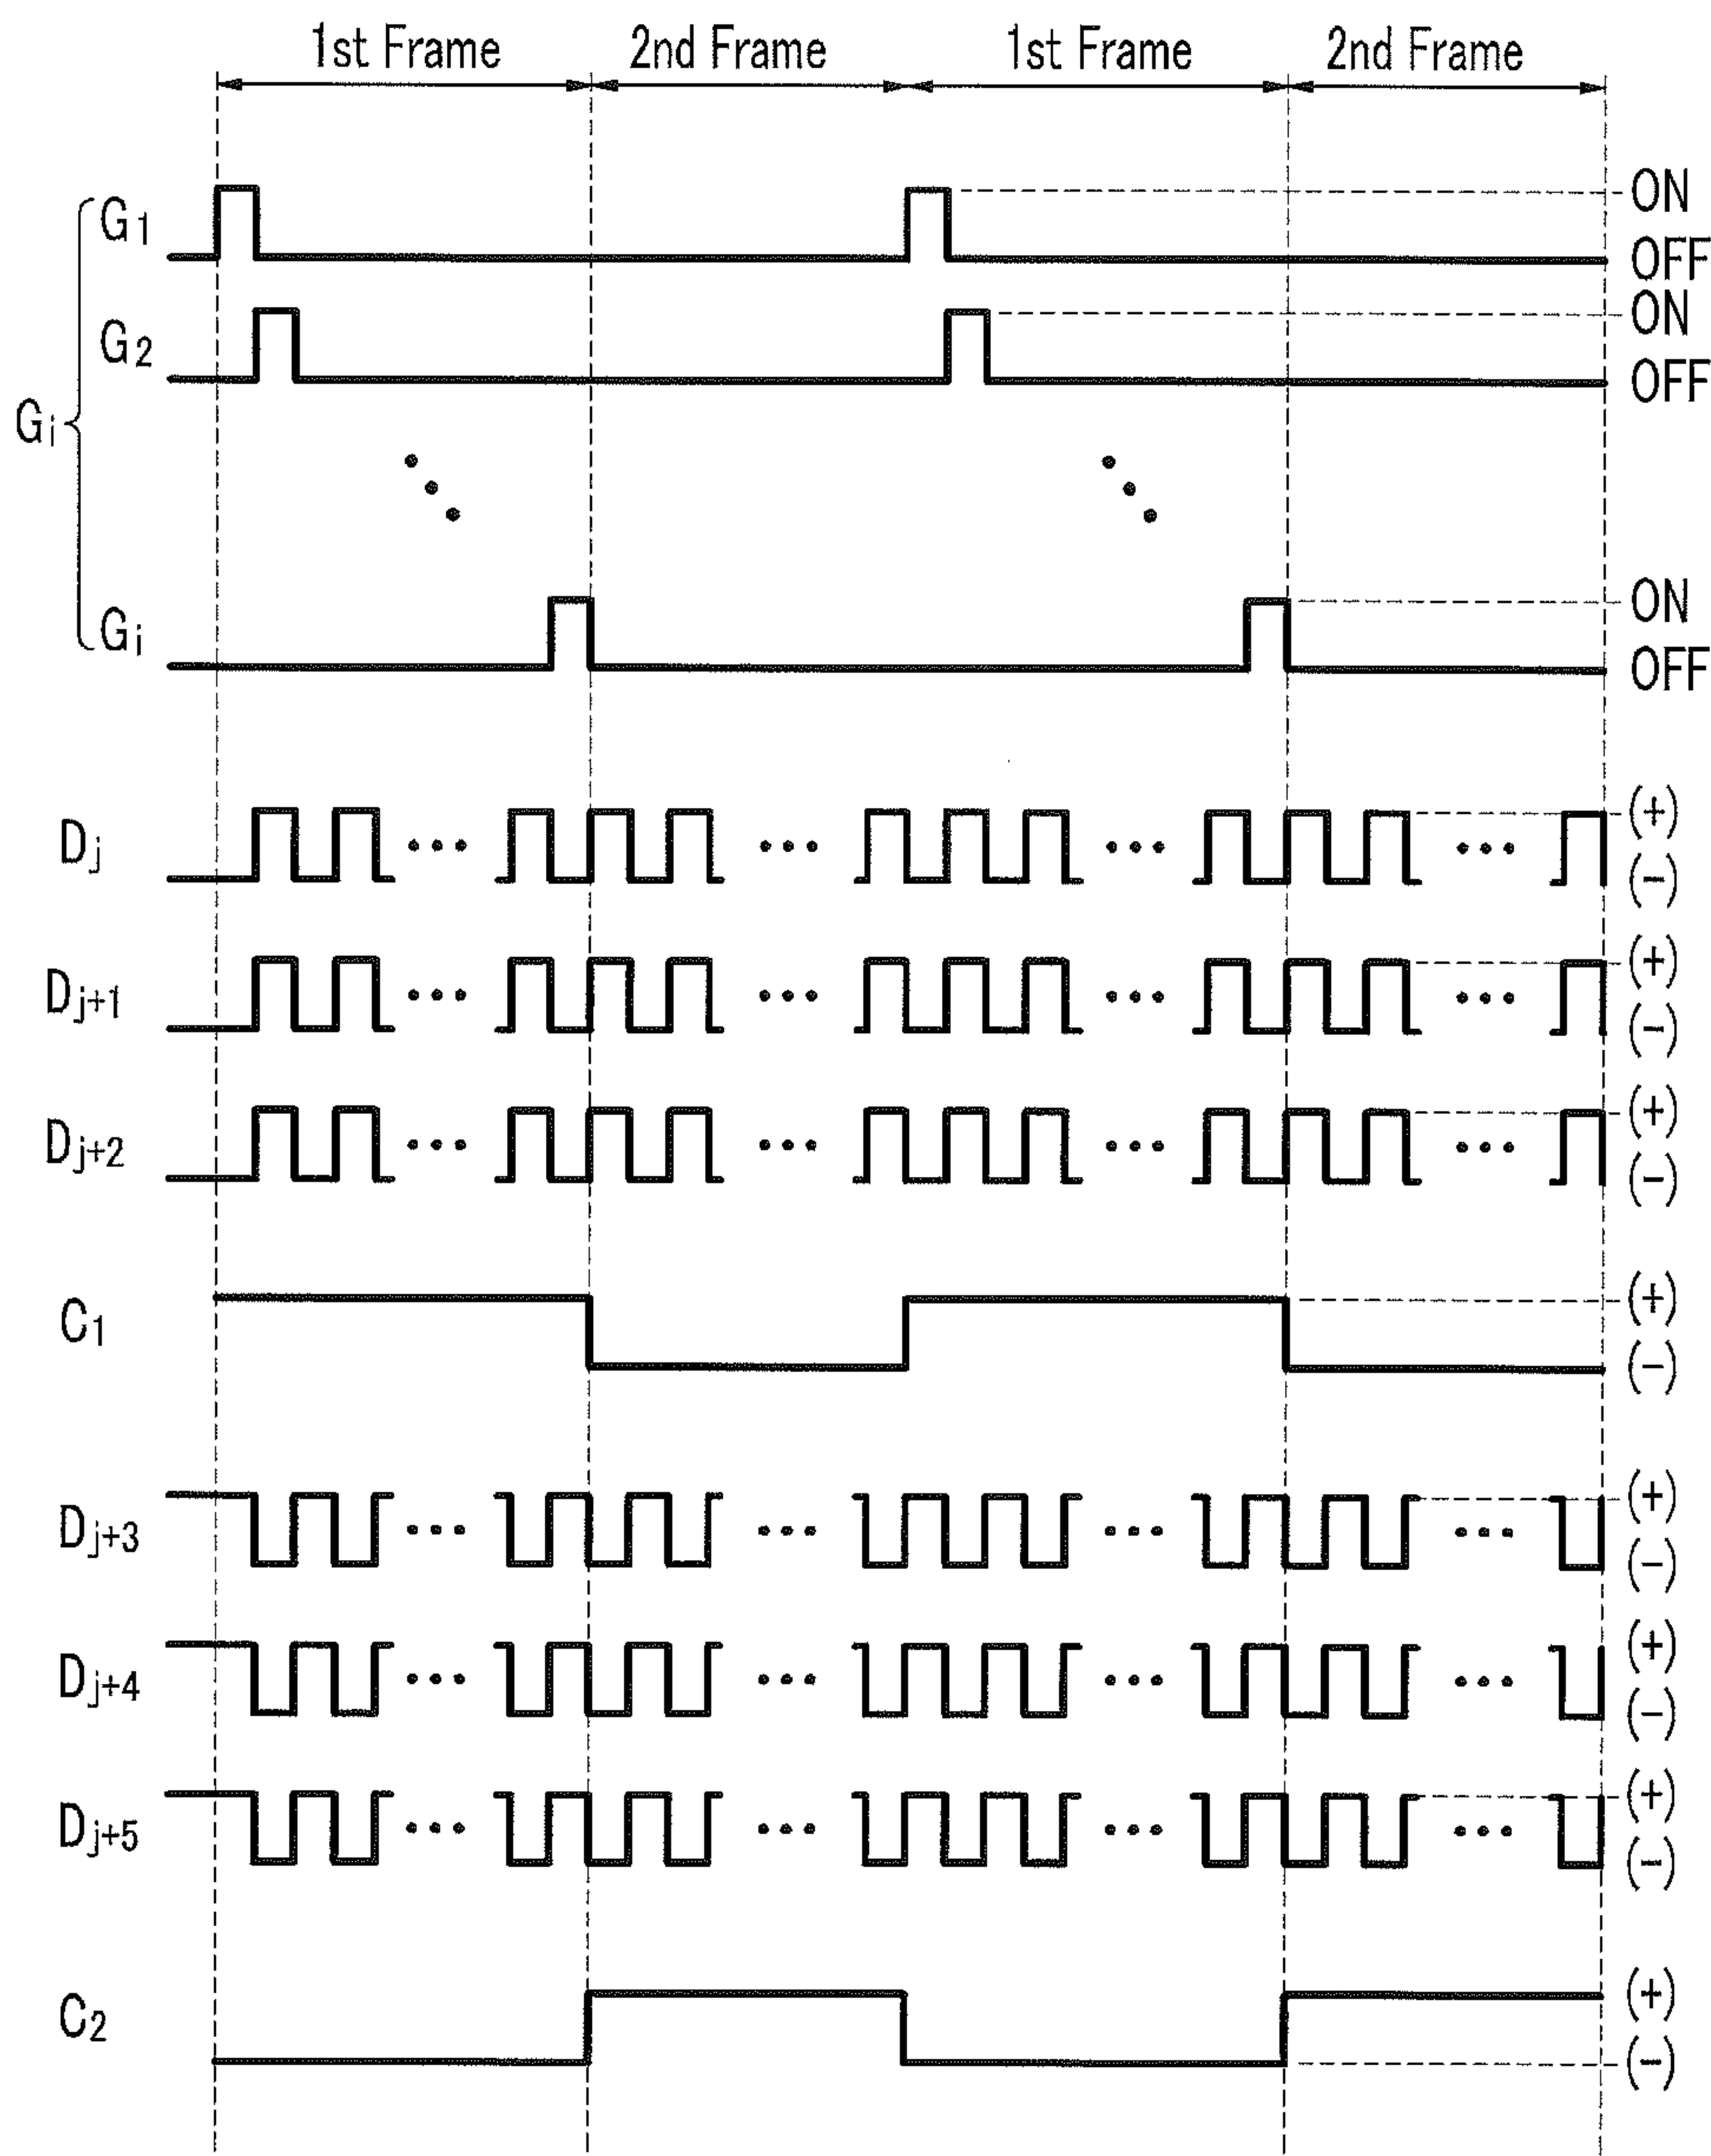 1st Frame 2nd Frame 1st Frame 2nd Frame
G1 ON
OFF
G2 ON
OFF
Gi
Gi ON
OFF
Dj (+)
(-)
Dj+1 (+)
(-)
Dj+2 (+)
(-)
C1 (+)
(-)
Dj+3 (+)
(-)
Dj+4 (+)
(-)
Dj+5 (+)
(-)
C2 (+)
(-)